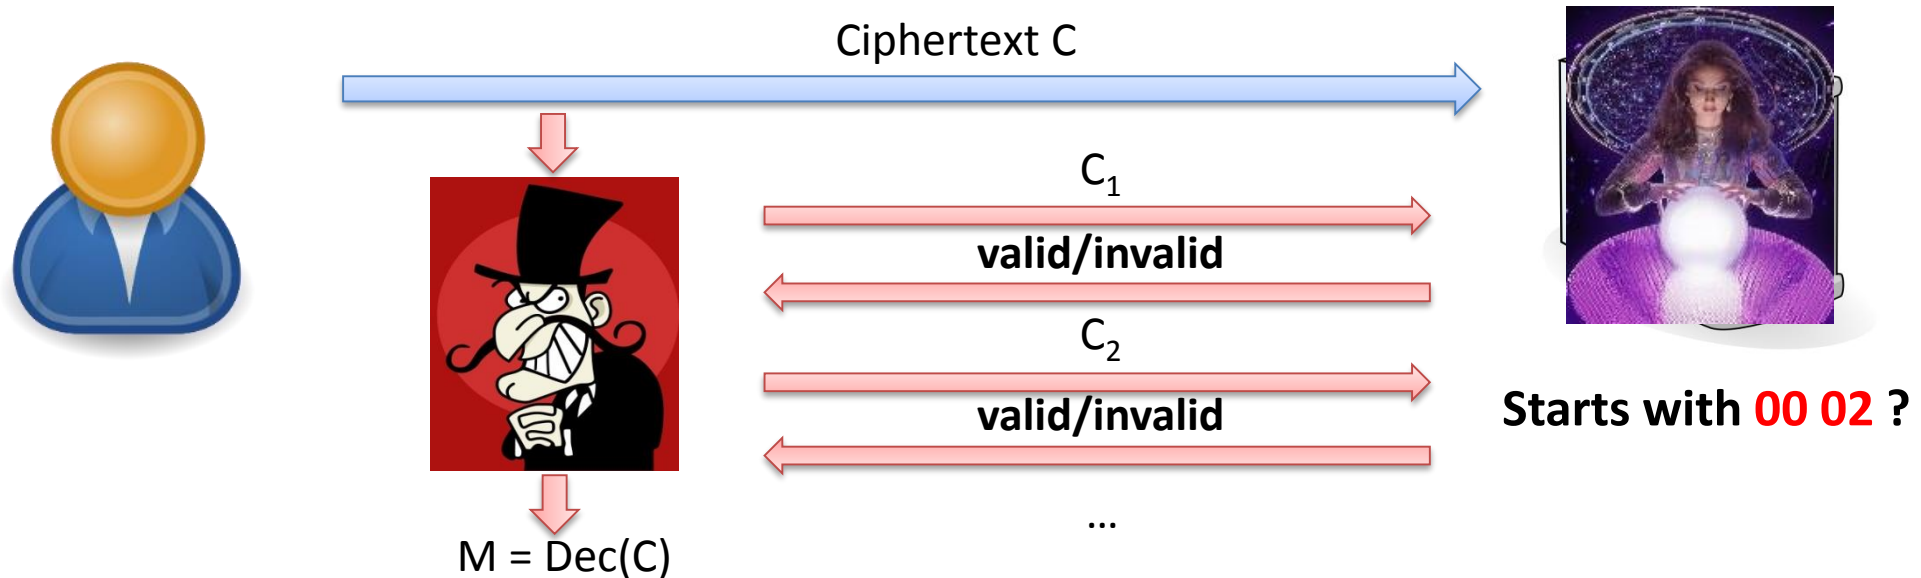 Ciphertext C
C₁
valid/invalid
C₂
valid/invalid
Starts with 00 02 ?
...
M = Dec(C)